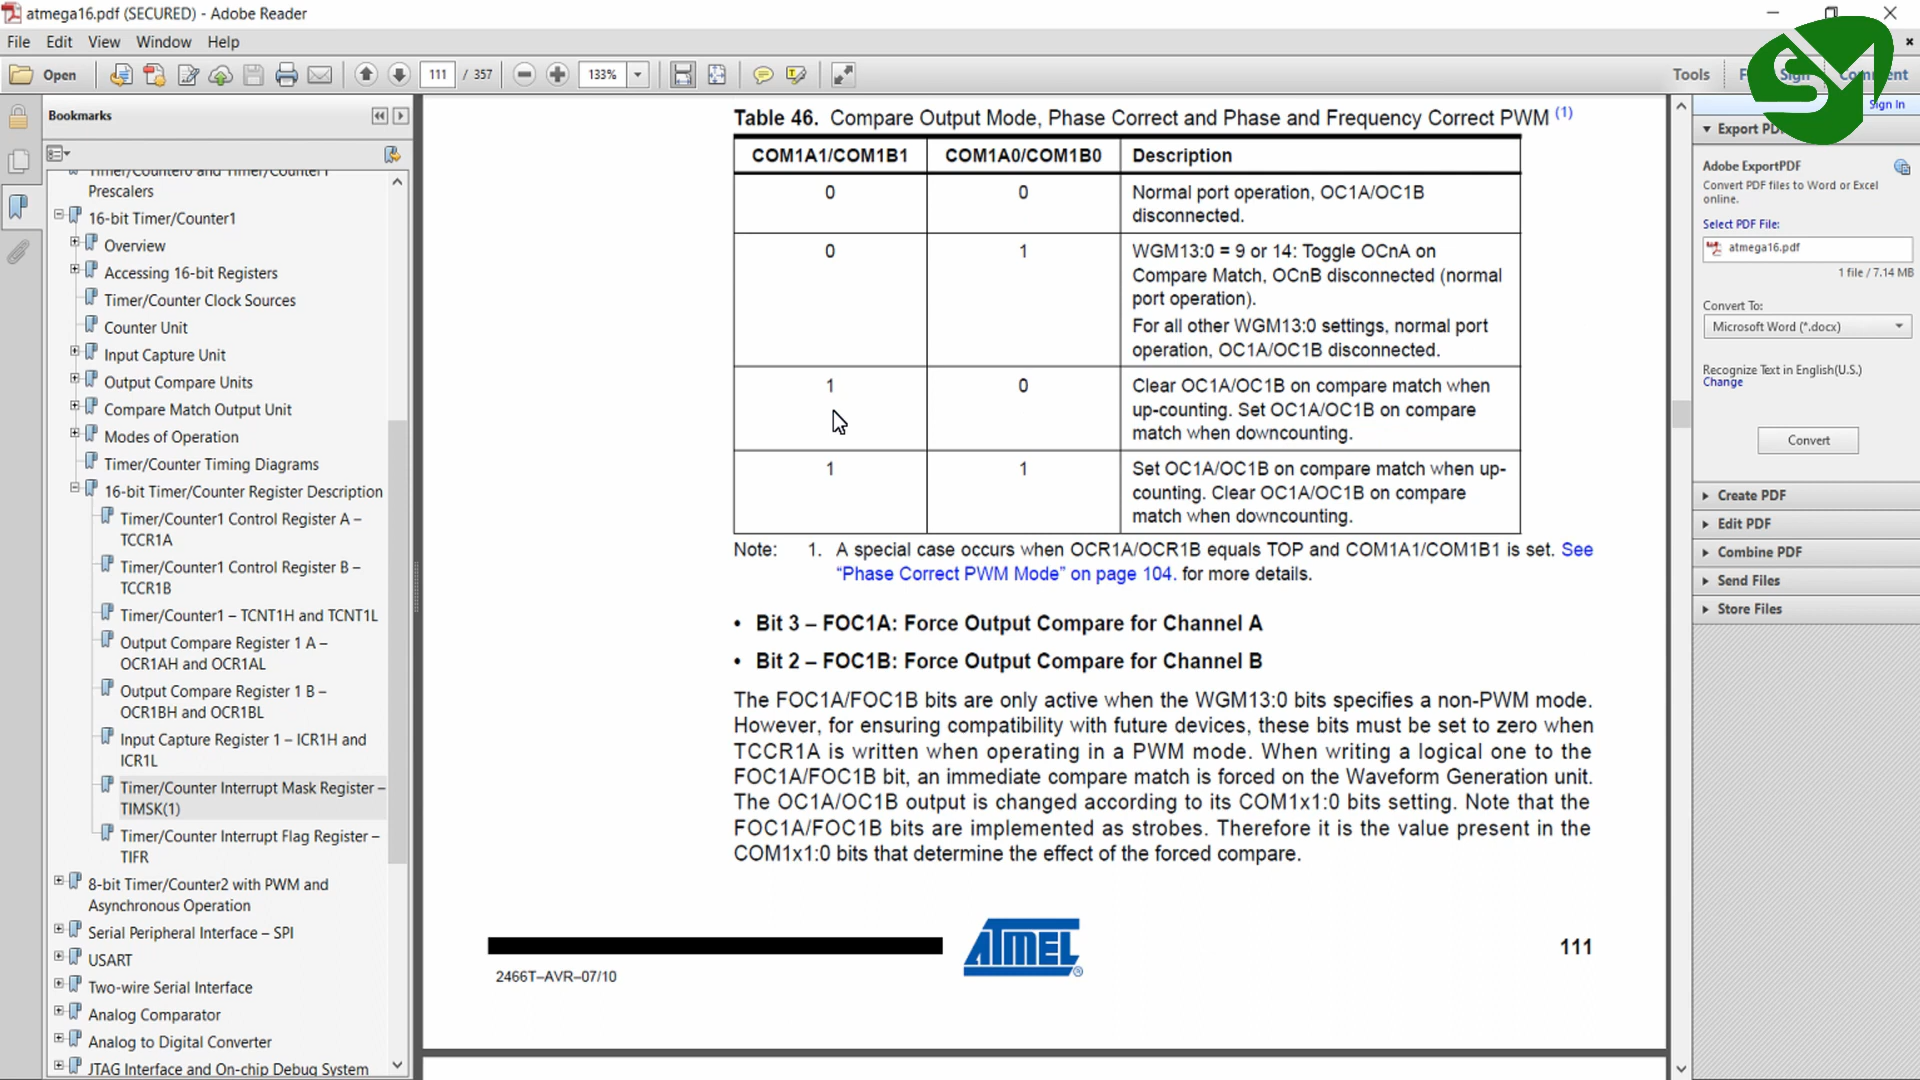 atmega16.pdf (SECURED) - Adobe Reader
File Edit View Window Help
Open 111 / 357 133% Tools Sign Comment
Sign In
Bookmarks
Prescalers
16-bit Timer/Counter1
Overview
Accessing 16-bit Registers
Timer/Counter Clock Sources
Counter Unit
Input Capture Unit
Output Compare Units
Compare Match Output Unit
Modes of Operation
Timer/Counter Timing Diagrams
16-bit Timer/Counter Register Description
Timer/Counter1 Control Register A –
TCCR1A
Timer/Counter1 Control Register B –
TCCR1B
Timer/Counter1 – TCNT1H and TCNT1L
Output Compare Register 1 A –
OCR1AH and OCR1AL
Output Compare Register 1 B –
OCR1BH and OCR1BL
Input Capture Register 1 – ICR1H and
ICR1L
Timer/Counter Interrupt Mask Register –
TIMSK(1)
Timer/Counter Interrupt Flag Register –
TIFR
8-bit Timer/Counter2 with PWM and
Asynchronous Operation
Serial Peripheral Interface – SPI
USART
Two-wire Serial Interface
Analog Comparator
Analog to Digital Converter
JTAG Interface and On-chip Debug System
Table 46. Compare Output Mode, Phase Correct and Phase and Frequency Correct PWM (1)
COM1A1/COM1B1 COM1A0/COM1B0 Description
0 0 Normal port operation, OC1A/OC1B
disconnected.
0 1 WGM13:0 = 9 or 14: Toggle OCnA on
Compare Match, OCnB disconnected (normal
port operation).
For all other WGM13:0 settings, normal port
operation, OC1A/OC1B disconnected.
1 0 Clear OC1A/OC1B on compare match when
up-counting. Set OC1A/OC1B on compare
match when downcounting.
1 1 Set OC1A/OC1B on compare match when up-
counting. Clear OC1A/OC1B on compare
match when downcounting.
Note: 1. A special case occurs when OCR1A/OCR1B equals TOP and COM1A1/COM1B1 is set. See
“Phase Correct PWM Mode” on page 104. for more details.
• Bit 3 – FOC1A: Force Output Compare for Channel A
• Bit 2 – FOC1B: Force Output Compare for Channel B
The FOC1A/FOC1B bits are only active when the WGM13:0 bits specifies a non-PWM mode.
However, for ensuring compatibility with future devices, these bits must be set to zero when
TCCR1A is written when operating in a PWM mode. When writing a logical one to the
FOC1A/FOC1B bit, an immediate compare match is forced on the Waveform Generation unit.
The OC1A/OC1B output is changed according to its COM1x1:0 bits setting. Note that the
FOC1A/FOC1B bits are implemented as strobes. Therefore it is the value present in the
COM1x1:0 bits that determine the effect of the forced compare.
ATMEL ®
111
2466T–AVR–07/10
Export PDF
Adobe ExportPDF
Convert PDF files to Word or Excel
online.
Select PDF File:
atmega16.pdf
1 file / 7.14 MB
Convert To:
Microsoft Word (*.docx)
Recognize Text in English(U.S.)
Change
Convert
Create PDF
Edit PDF
Combine PDF
Send Files
Store Files
SM